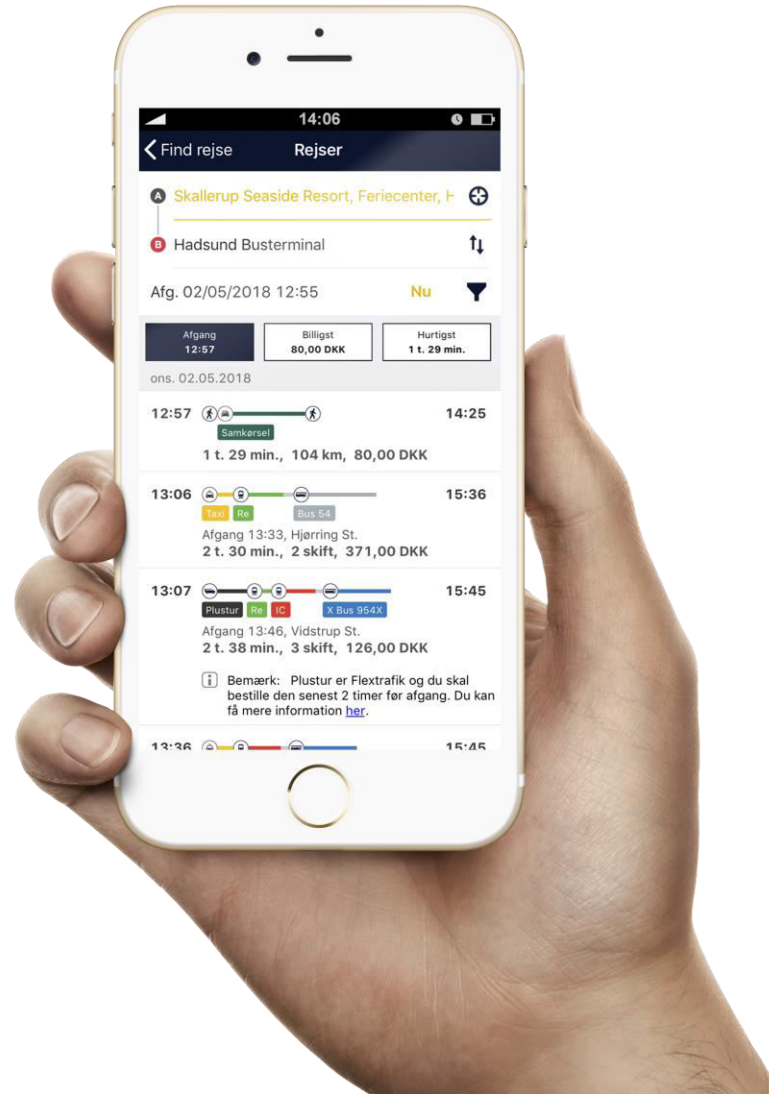 14:06
Find rejse Rejser
A Skallerup Seaside Resort, Feriecenter, H
B Hadsund Busterminal
Afg. 02/05/2018 12:55 Nu
Afgang Billigst Hurtigst
12:57 80,00 DKK 1 t. 29 min.
ons. 02.05.2018
12:57 14:25
Samkørsel
1 t. 29 min., 104 km, 80,00 DKK
13:06 15:36
Taxi Re Bus 54
Afgang 13:33, Hjørring St.
2 t. 30 min., 2 skift, 371,00 DKK
13:07 15:45
Plustur Re IC X Bus 954X
Afgang 13:46, Vidstrup St.
2 t. 38 min., 3 skift, 126,00 DKK
i Bemærk: Plustur er Flextrafik og du skal
bestille den senest 2 timer før afgang. Du kan
få mere information her.
13:36 15:45